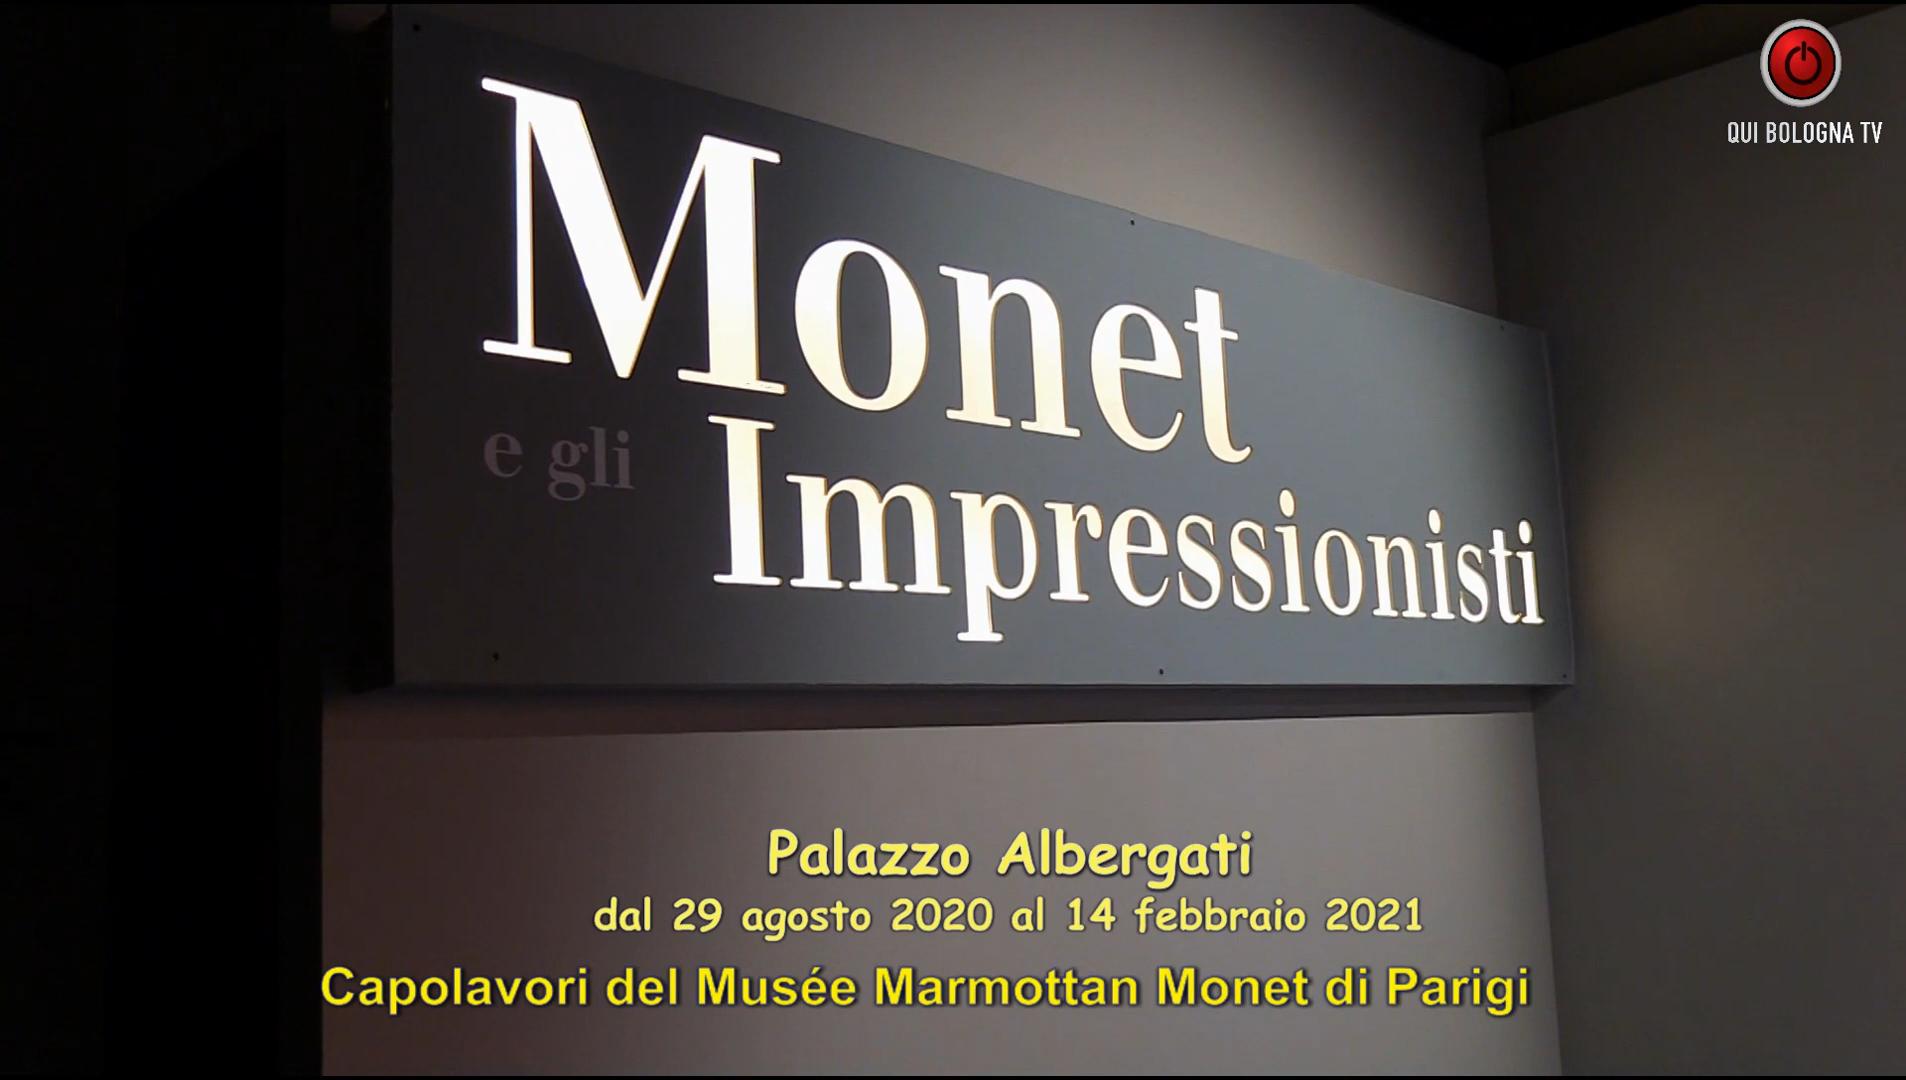 QUI BOLOGNA TV
Monet
e gli Impressionisti
Palazzo Albergati
dal 29 agosto 2020 al 14 febbraio 2021
Capolavori del Musée Marmottan Monet di Parigi